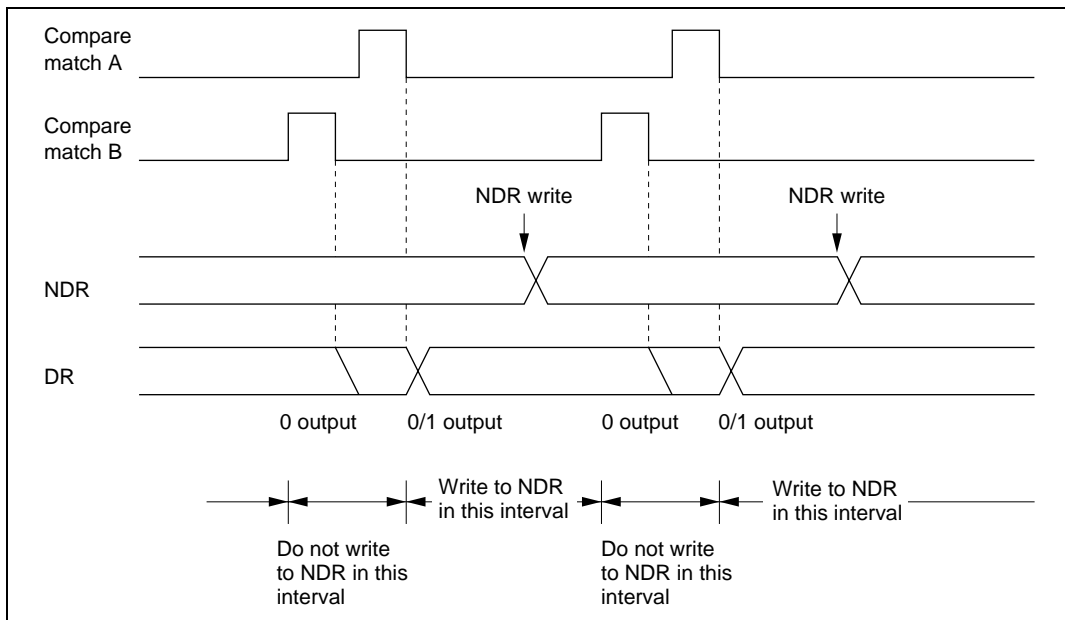 Compare
match A
Compare
match B
NDR write
NDR write
NDR
DR
0 output
0/1 output
0 output
0/1 output
Write to NDR
in this interval
Write to NDR
in this interval
Do not write
to NDR in this
interval
Do not write
to NDR in this
interval